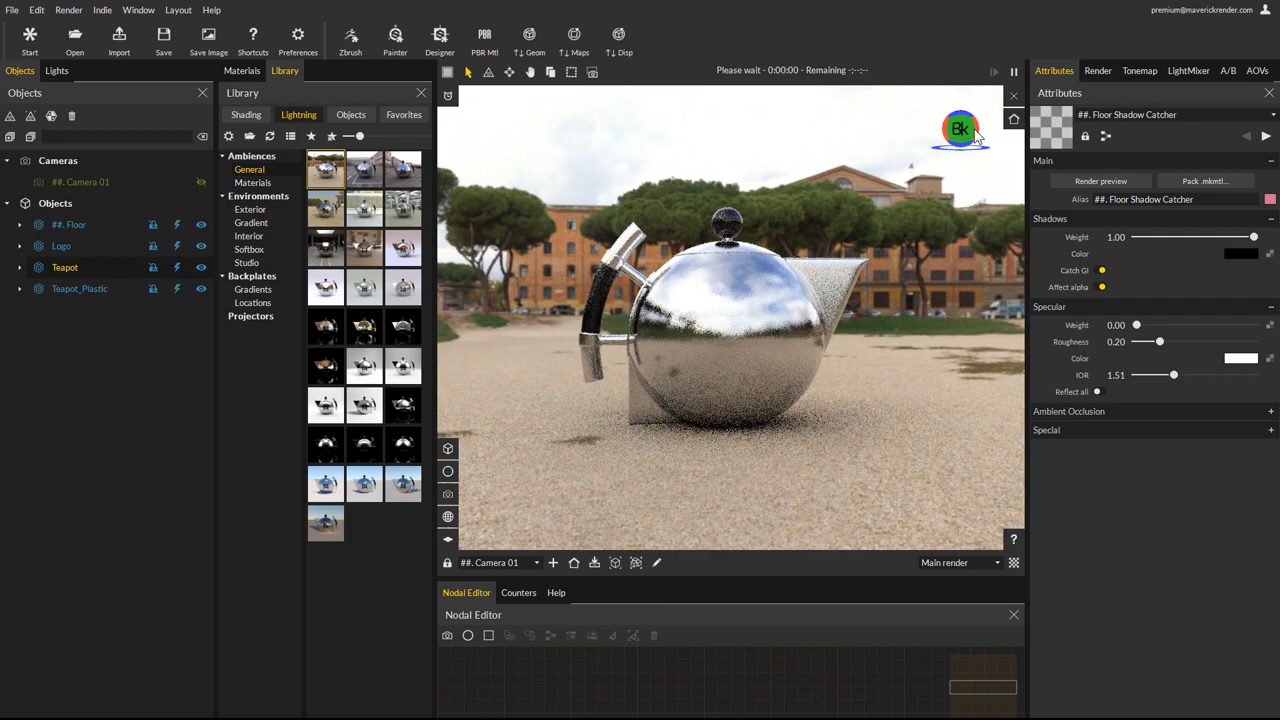 File Edit Render Indie Window Layout Help premium@maverickrender.com
Start Open Import Save Save Image Shortcuts Preferences Zbrush Painter Designer PBR Mtl ↑↓ Geom ↑↓ Maps ↑↓ Disp
PBR
Objects Lights Materials Library Please wait - 0:00:00 - Remaining -:--:-- Attributes Render Tonemap LightMixer A/B AOVs
Objects Library Attributes
Shading Lightning Objects Favorites ##. Floor Shadow Catcher
Bk
Cameras
##. Camera 01
Objects
##. Floor
Logo
Teapot
Teapot_Plastic
Ambiences
General
Materials
Environments
Exterior
Gradient
Interior
Softbox
Studio
Backplates
Gradients
Locations
Projectors
Main
Render preview Pack .mkmtl...
Alias ##. Floor Shadow Catcher
Shadows
Weight 1.00
Color
Catch GI
Affect alpha
Specular
Weight 0.00
Roughness 0.20
Color
IOR 1.51
Reflect all
Ambient Occlusion
Special
?
##. Camera 01 Main render
Nodal Editor Counters Help
Nodal Editor